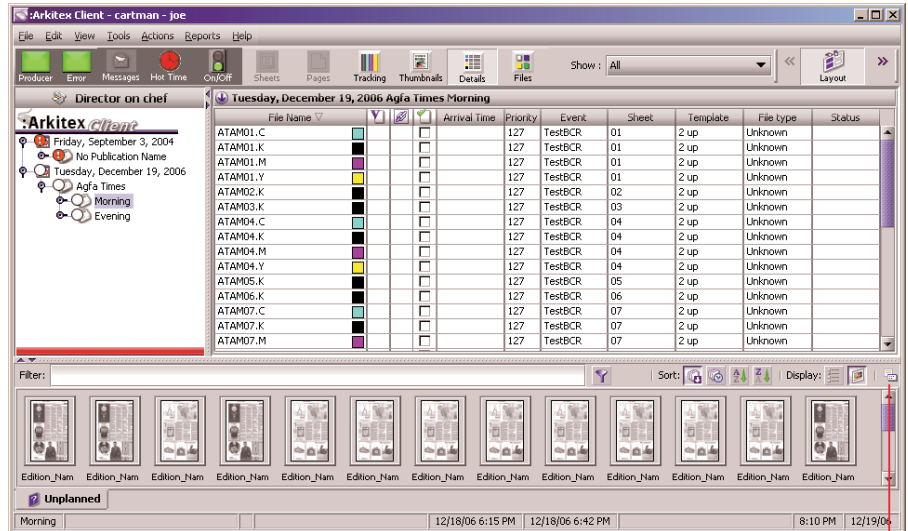 :Arkitex Client - cartman - joe
File Edit View Tools Actions Reports Help
Producer Error Messages Hot Time On/Off Sheets Pages Tracking Thumbnails Details Files Show : All Layout
Director on chef
Tuesday, December 19, 2006 Agfa Times Morning
:Arkitex Client
Friday, September 3, 2004
No Publication Name
Tuesday, December 19, 2006
Agfa Times
Morning
Evening
File Name Arrival Time Priority Event Sheet Template File type Status
ATAM01.C 127 TestBCR 01 2 up Unknown
ATAM01.K 127 TestBCR 01 2 up Unknown
ATAM01.M 127 TestBCR 01 2 up Unknown
ATAM01.Y 127 TestBCR 01 2 up Unknown
ATAM02.K 127 TestBCR 02 2 up Unknown
ATAM03.K 127 TestBCR 03 2 up Unknown
ATAM04.C 127 TestBCR 04 2 up Unknown
ATAM04.K 127 TestBCR 04 2 up Unknown
ATAM04.M 127 TestBCR 04 2 up Unknown
ATAM04.Y 127 TestBCR 04 2 up Unknown
ATAM05.K 127 TestBCR 05 2 up Unknown
ATAM06.K 127 TestBCR 06 2 up Unknown
ATAM07.C 127 TestBCR 07 2 up Unknown
ATAM07.K 127 TestBCR 07 2 up Unknown
ATAM07.M 127 TestBCR 07 2 up Unknown
Filter: Sort: Display:
Edition_Nam Edition_Nam Edition_Nam Edition_Nam Edition_Nam Edition_Nam Edition_Nam Edition_Nam Edition_Nam Edition_Nam Edition_Nam Edition_Nam Edition_Nam
Unplanned
Morning 12/18/06 6:15 PM 12/18/06 6:42 PM 8:10 PM 12/19/06